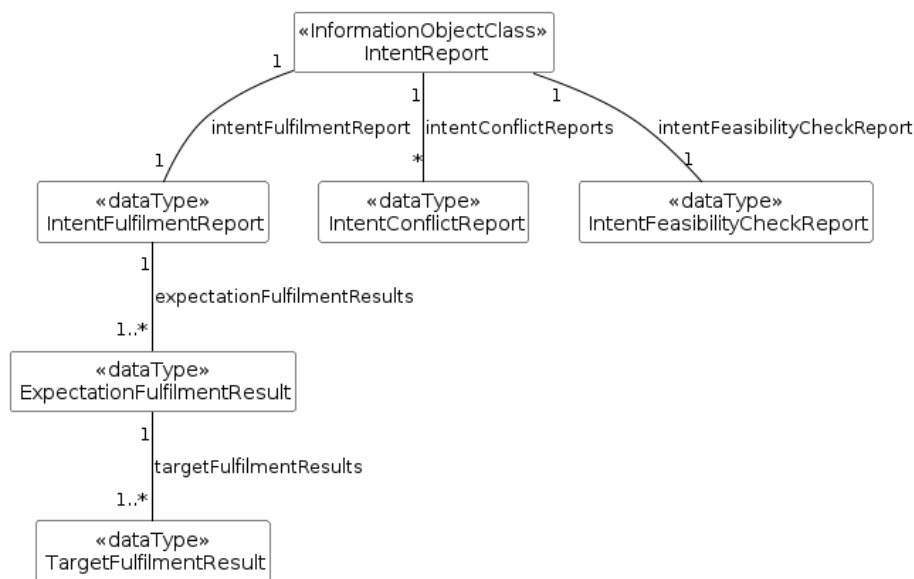 «InformationObjectClass»
IntentReport
1
1
1
intentFulfilmentReport
intentConflictReports
intentFeasibilityCheckReport
1
*
1
«dataType»
IntentFulfilmentReport
«dataType»
IntentConflictReport
«dataType»
IntentFeasibilityCheckReport
1
expectationFulfilmentResults
1..*
«dataType»
ExpectationFulfilmentResult
1
targetFulfilmentResults
1..*
«dataType»
TargetFulfilmentResult